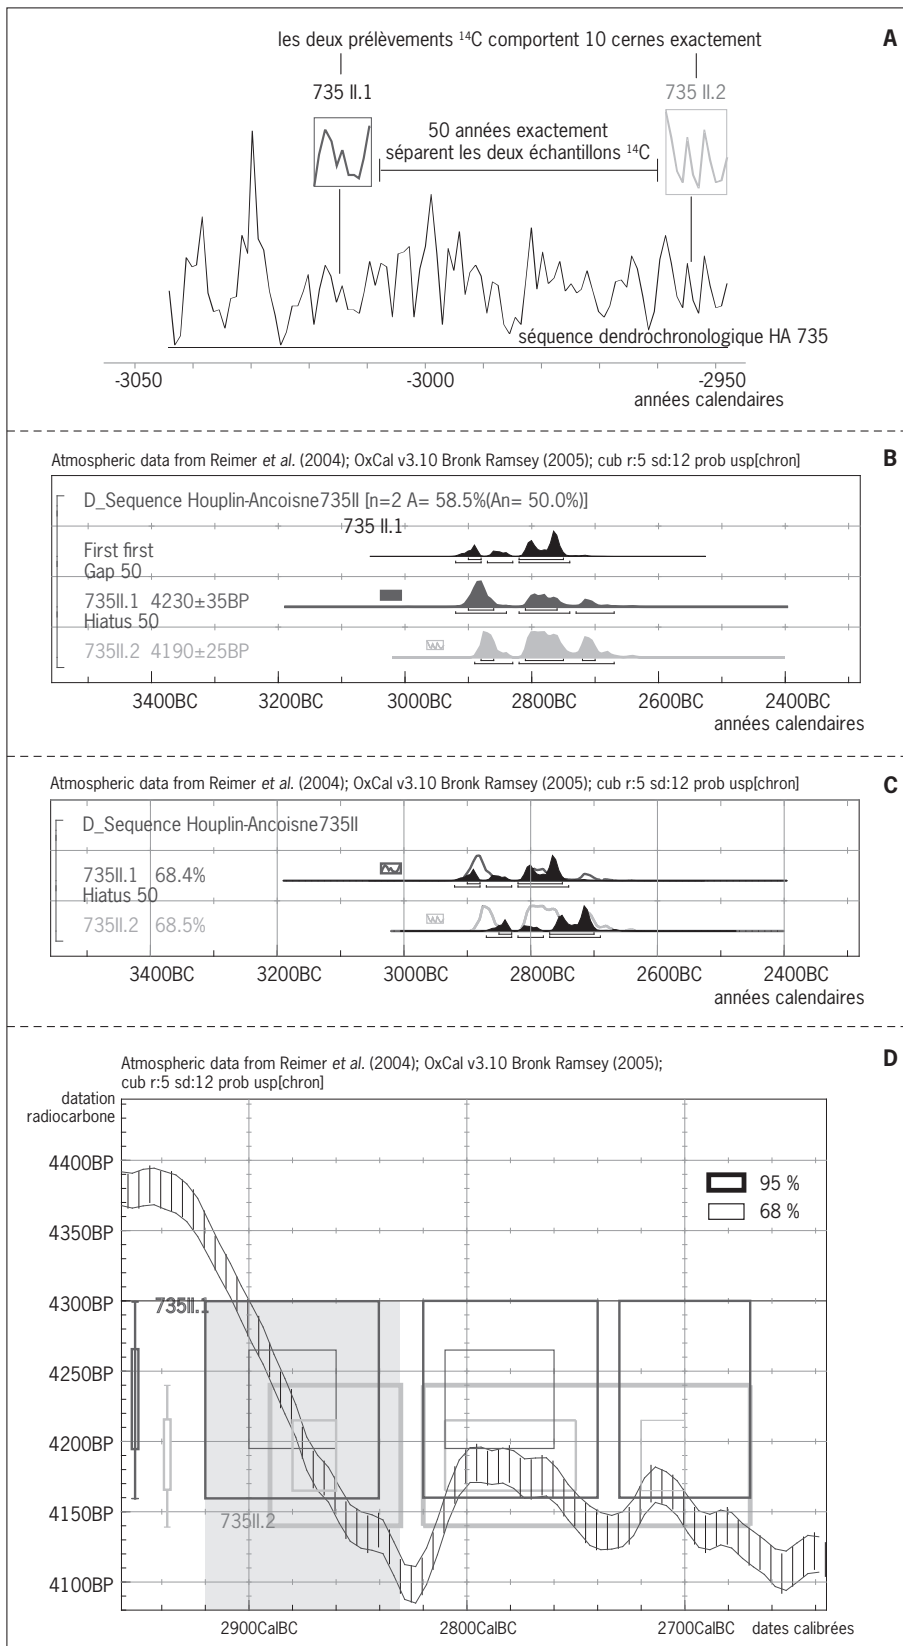 A
les deux prélèvements ¹⁴C comportent 10 cernes exactement
735 II.1
735 II.2
50 années exactement
séparent les deux échantillons ¹⁴C
séquence dendrochronologique HA 735
-3050 -3000 -2950
années calendaires
B
Atmospheric data from Reimer et al. (2004); OxCal v3.10 Bronk Ramsey (2005); cub r:5 sd:12 prob usp[chron]
D_Sequence Houplin-Ancoisne735II [n=2 A= 58.5%(An= 50.0%)]
735 II.1
First first
Gap 50
735II.1 4230±35BP
Hiatus 50
735II.2 4190±25BP
3400BC 3200BC 3000BC 2800BC 2600BC 2400BC
années calendaires
C
Atmospheric data from Reimer et al. (2004); OxCal v3.10 Bronk Ramsey (2005); cub r:5 sd:12 prob usp[chron]
D_Sequence Houplin-Ancoisne735II
735II.1 68.4%
Hiatus 50
735II.2 68.5%
3400BC 3200BC 3000BC 2800BC 2600BC 2400BC
années calendaires
D
Atmospheric data from Reimer et al. (2004); OxCal v3.10 Bronk Ramsey (2005);
cub r:5 sd:12 prob usp[chron]
datation
radiocarbone
4400BP
95 %
68 %
4350BP
4300BP
735II.1
4250BP
4200BP
4150BP
735II.2
4100BP
2900CalBC 2800CalBC 2700CalBC dates calibrées